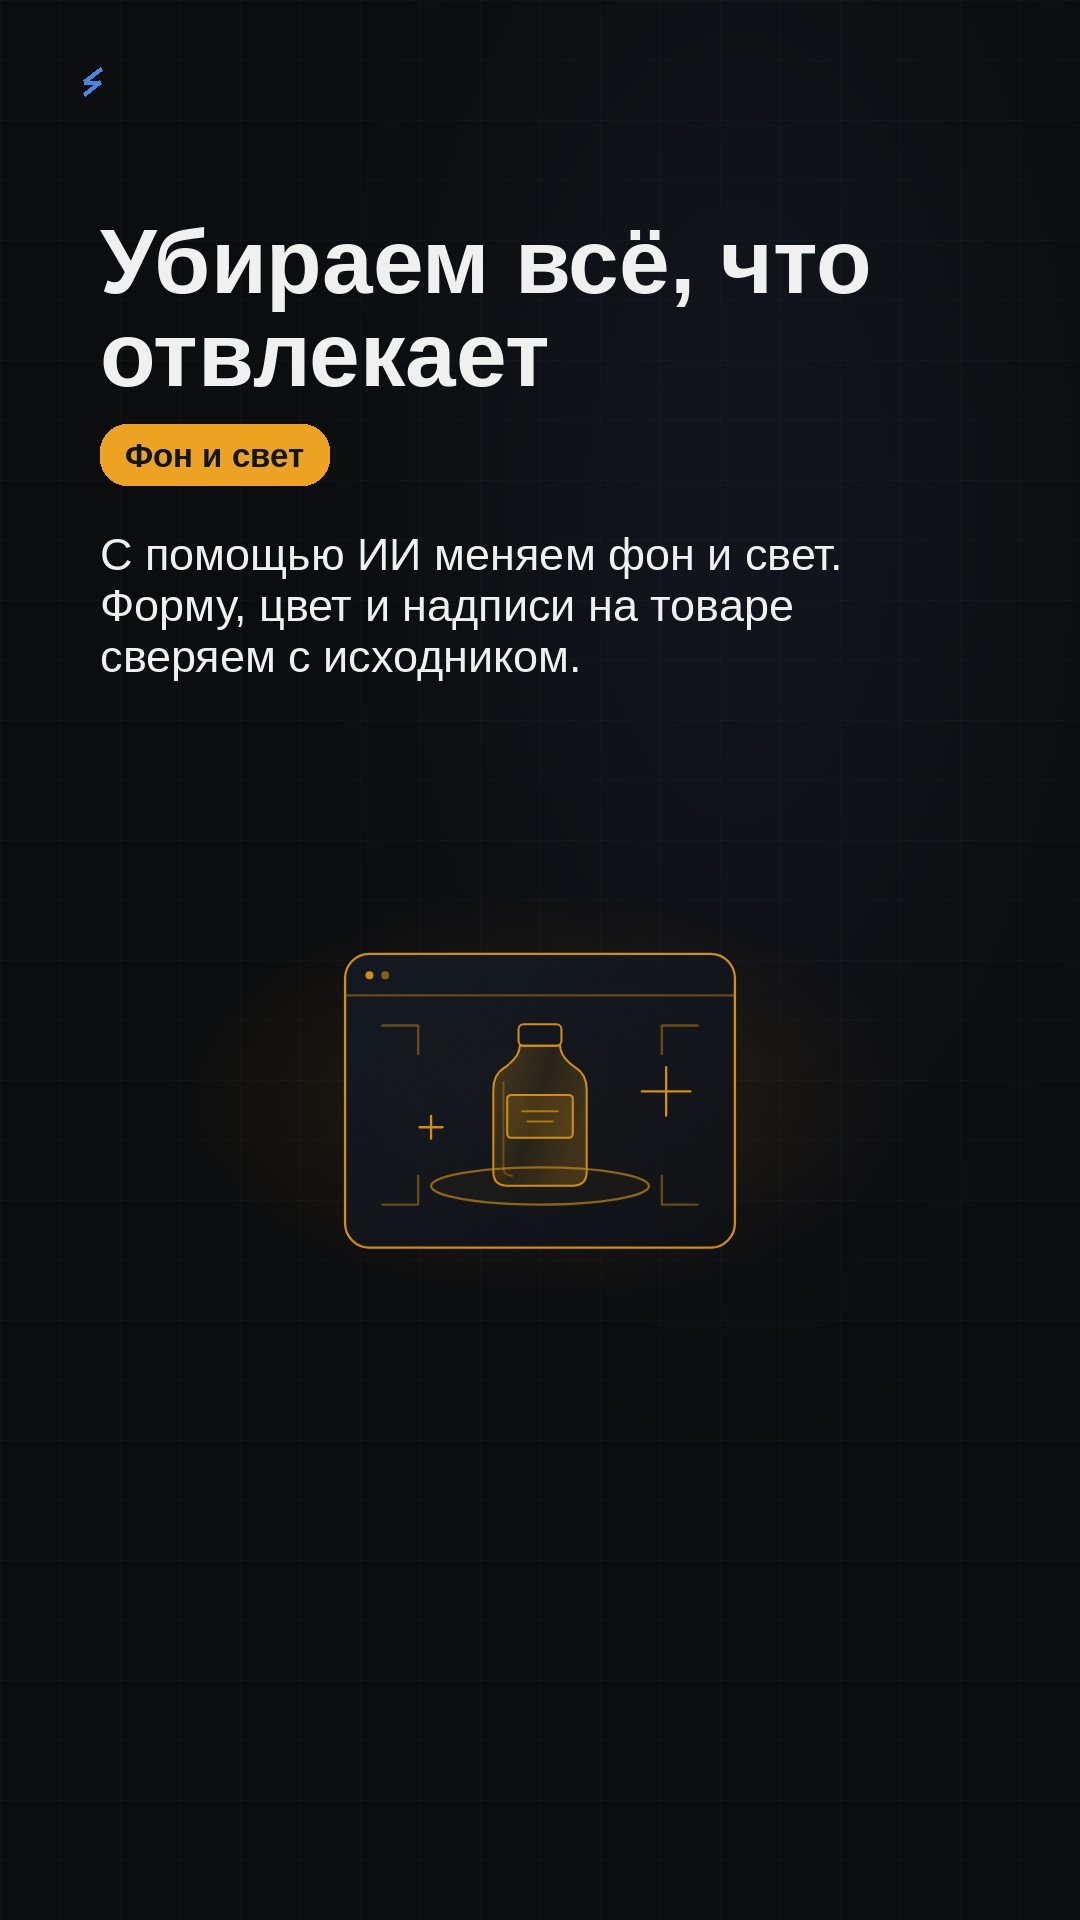 Убираем всё, что
отвлекает
Фон и свет
С помощью ИИ меняем фон и свет.
Форму, цвет и надписи на товаре
сверяем с исходником.